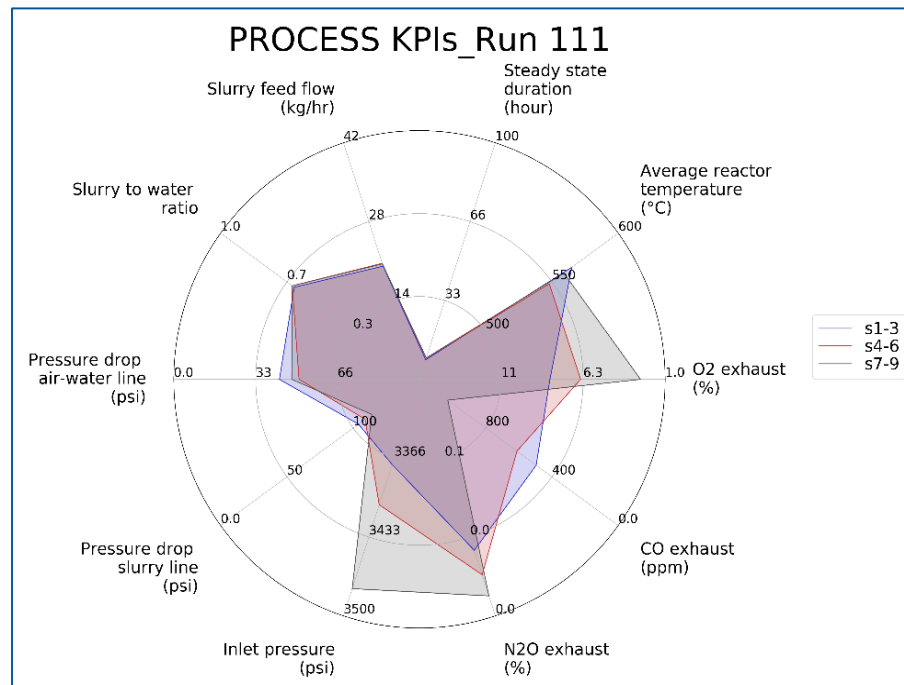 PROCESS KPIs_Run 111
Steady state
duration
(hour)
Slurry feed flow
(kg/hr)
42
100
Average reactor
temperature
(°C)
Slurry to water
ratio
1.0
28
66
600
0.7
550
14
33
0.3
500
s1-3
s4-6
s7-9
Pressure drop
air-water line
(psi)
0.0
33
66
11
6.3
1.0
O2 exhaust
(%)
100
800
3366
0.1
50
400
3433
0.0
0.0
0.0
Pressure drop
slurry line
(psi)
CO exhaust
(ppm)
3500
0.0
Inlet pressure
(psi)
N2O exhaust
(%)